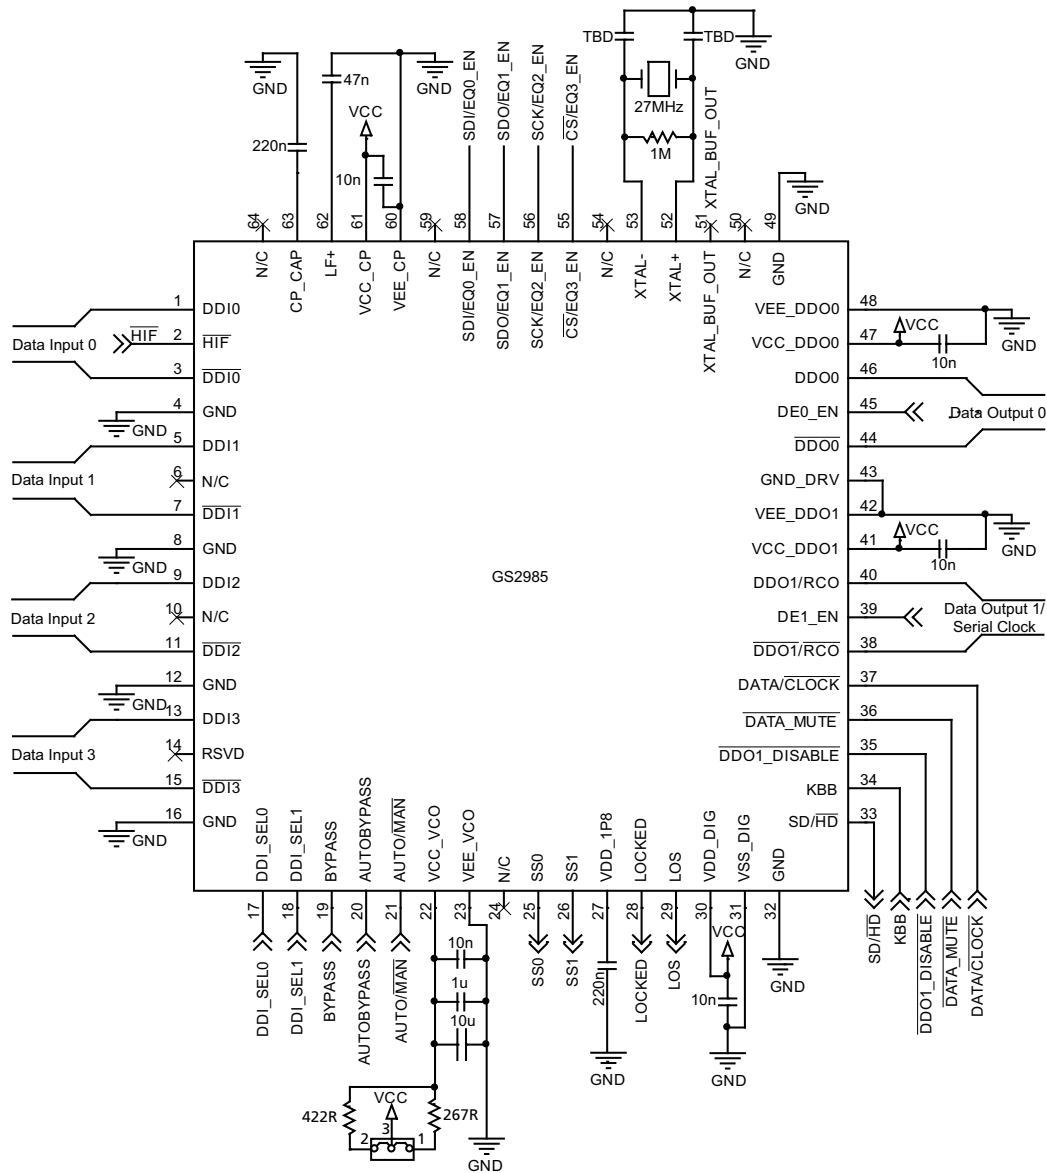 TBD
TBD
GND
27MHz
1M
47n
GND
GND
220n
VCC
10n
SDI/EQ0_EN
SDO/EQ1_EN
SCK/EQ2_EN
CS/EQ3_EN
XTAL_BUF_OUT
GND
64
63
62
61
60
59
58
57
56
55
54
53
52
51
50
49
N/C
CP_CAP
LF+
VCC_CP
VEE_CP
N/C
SDI/EQ0_EN
SDO/EQ1_EN
SCK/EQ2_EN
CS/EQ3_EN
N/C
XTAL-
XTAL+
XTAL_BUF_OUT
N/C
GND
Data Input 0
HIF
GND
Data Input 1
GND
Data Input 2
GND
Data Input 3
GND
1 DDI0
2 HIF
3 DDI0
4 GND
5 DDI1
6 N/C
7 DDI1
8 GND
9 DDI2
10 N/C
11 DDI2
12 GND
13 DDI3
14 RSVD
15 DDI3
16 GND
GS2985
VEE_DDO0 48
VCC_DDO0 47
DDO0 46
DE0_EN 45
DDO0 44
GND_DRV 43
VEE_DDO1 42
VCC_DDO1 41
DDO1/RCO 40
DE1_EN 39
DDO1/RCO 38
DATA/CLOCK 37
DATA_MUTE 36
DDO1_DISABLE 35
KBB 34
SD/HD 33
VCC
10n
GND
Data Output 0
VCC
10n
GND
Data Output 1/
Serial Clock
DDI_SEL0
DDI_SEL1
BYPASS
AUTOBYPASS
AUTO/MAN
VCC_VCO
VEE_VCO
N/C
SS0
SS1
VDD_1P8
LOCKED
LOS
VDD_DIG
VSS_DIG
GND
17
18
19
20
21
22
23
24
25
26
27
28
29
30
31
32
DDI_SEL0
DDI_SEL1
BYPASS
AUTOBYPASS
AUTO/MAN
10n
1u
10u
SS0
SS1
220n
LOCKED
LOS
VCC
10n
GND
SD/HD
KBB
DDO1_DISABLE
DATA_MUTE
DATA/CLOCK
GND
GND
422R
VCC
267R
2
3
1
GND